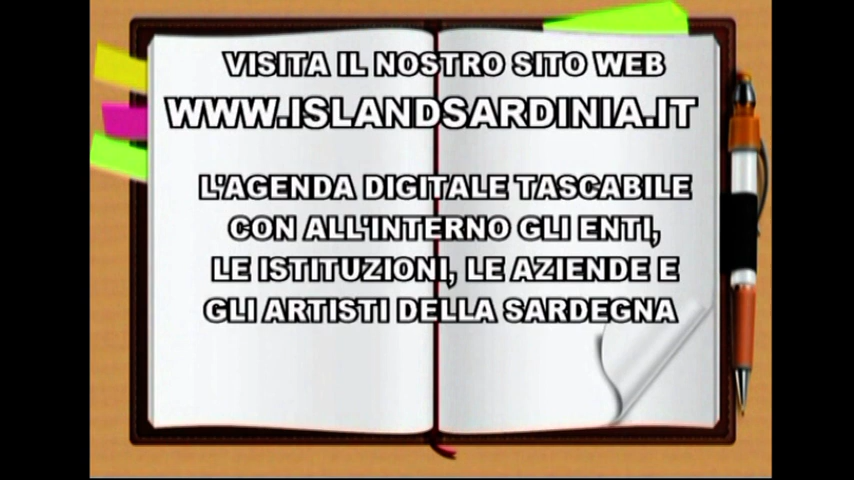 VISITA IL NOSTRO SITO WEB
WWW.ISLANDSARDINIA.IT
L'AGENDA DIGITALE TASCABILE
CON ALL'INTERNO GLI ENTI,
LE ISTITUZIONI, LE AZIENDE E
GLI ARTISTI DELLA SARDEGNA